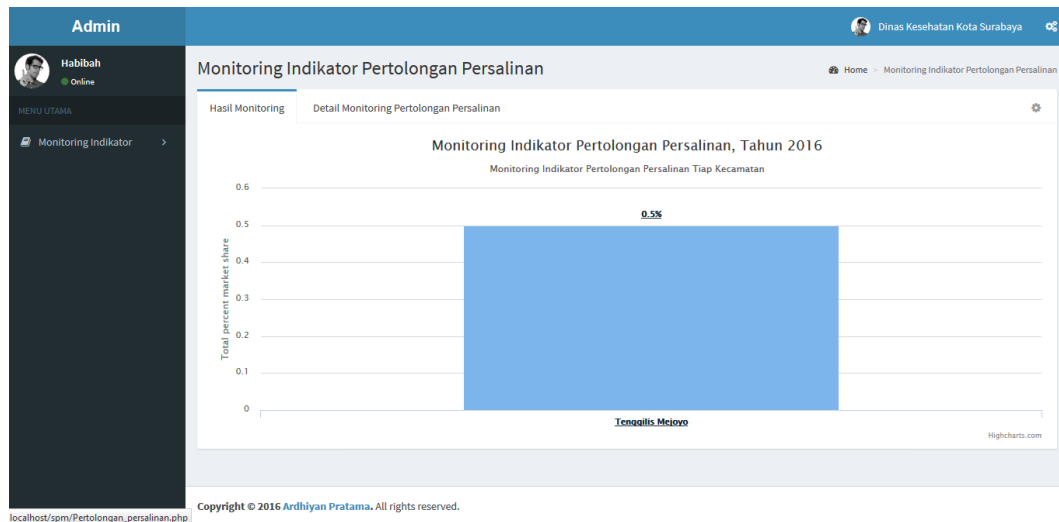 Admin
Dinas Kesehatan Kota Surabaya
Habibah
Online
MENU UTAMA
Monitoring Indikator
Monitoring Indikator Pertolongan Persalinan
Home > Monitoring Indikator Pertolongan Persalinan
Hasil Monitoring
Detail Monitoring Pertolongan Persalinan
Monitoring Indikator Pertolongan Persalinan, Tahun 2016
Monitoring Indikator Pertolongan Persalinan Tiap Kecamatan
Total percent market share
0.6
0.5
0.4
0.3
0.2
0.1
0
0.5%
Tenggilis Mejoyo
Highcharts.com
Copyright © 2016 Ardhiyan Pratama. All rights reserved.
localhost/spm/Pertolongan_persalinan.php